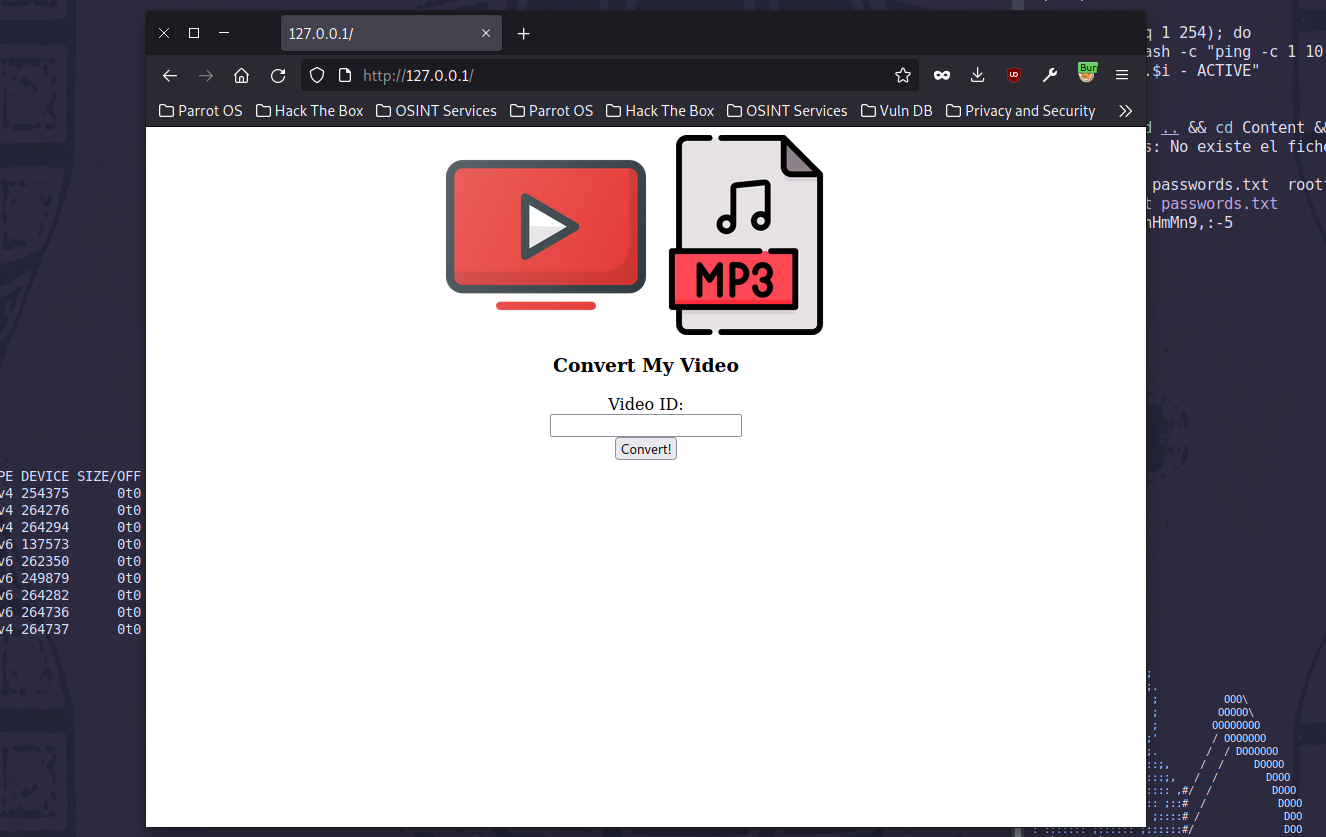 127.0.0.1/
http://127.0.0.1/
Parrot OS Hack The Box OSINT Services Parrot OS Hack The Box OSINT Services Vuln DB Privacy and Security
MP3
Convert My Video
Video ID:
Convert!
PE DEVICE SIZE/OFF
v4 254375 0t0
v4 264276 0t0
v4 264294 0t0
v6 137573 0t0
v6 262350 0t0
v6 249879 0t0
v6 264282 0t0
v6 264736 0t0
v4 264737 0t0
q 1 254); do
ash -c "ping -c 1 10
.$i - ACTIVE"
d .. && cd Content &&
s: No existe el fiche
passwords.txt root
t passwords.txt
nHmMn9,:-5